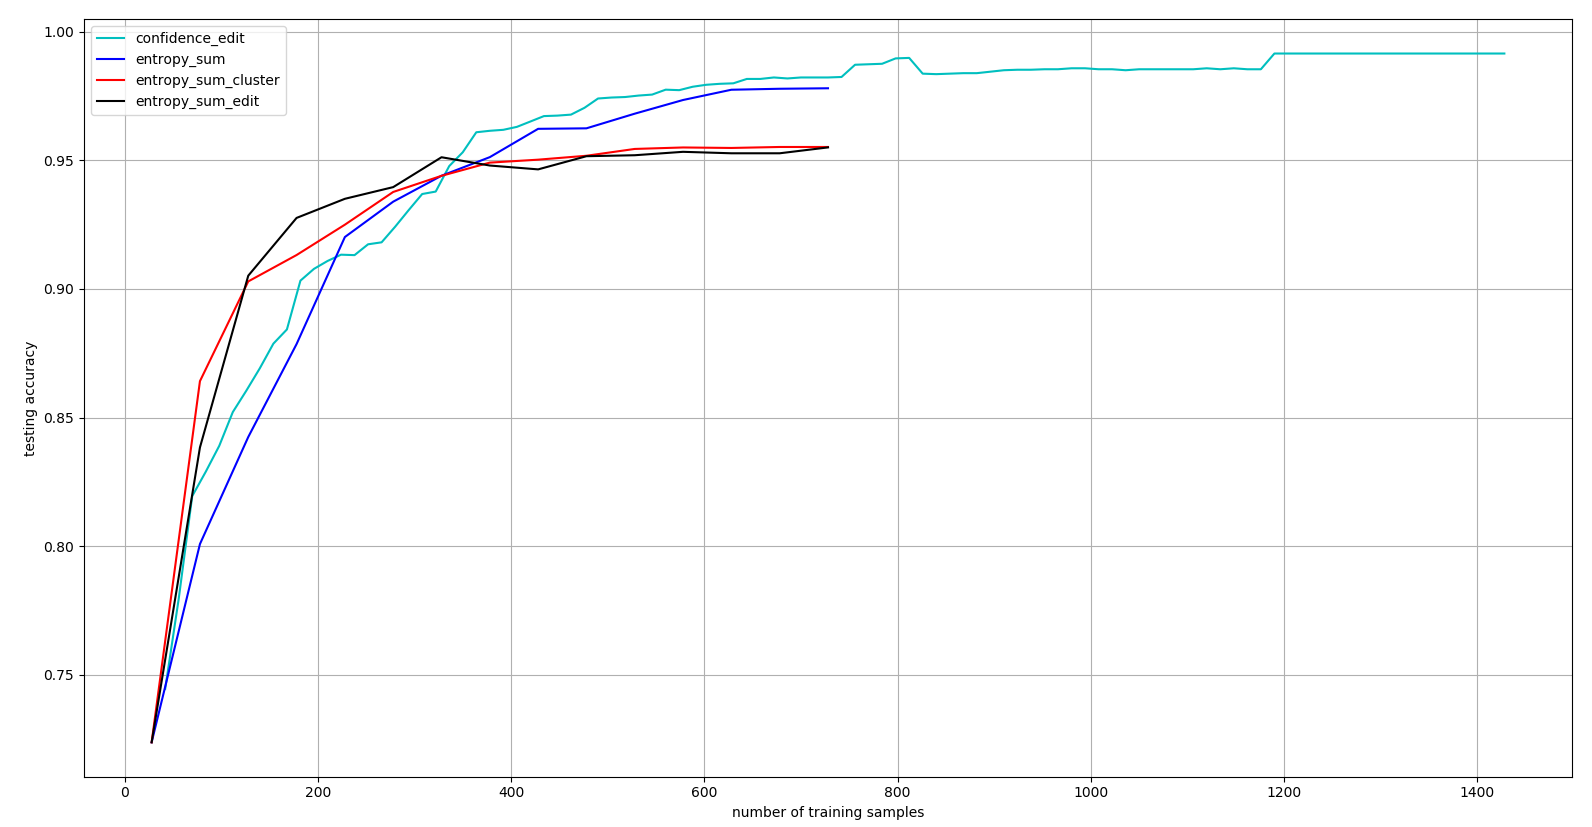 1.00
0.95
0.90
0.85
0.80
0.75
testing accuracy
confidence_edit
entropy_sum
entropy_sum_cluster
entropy_sum_edit
0 200 400 600 800 1000 1200 1400
number of training samples